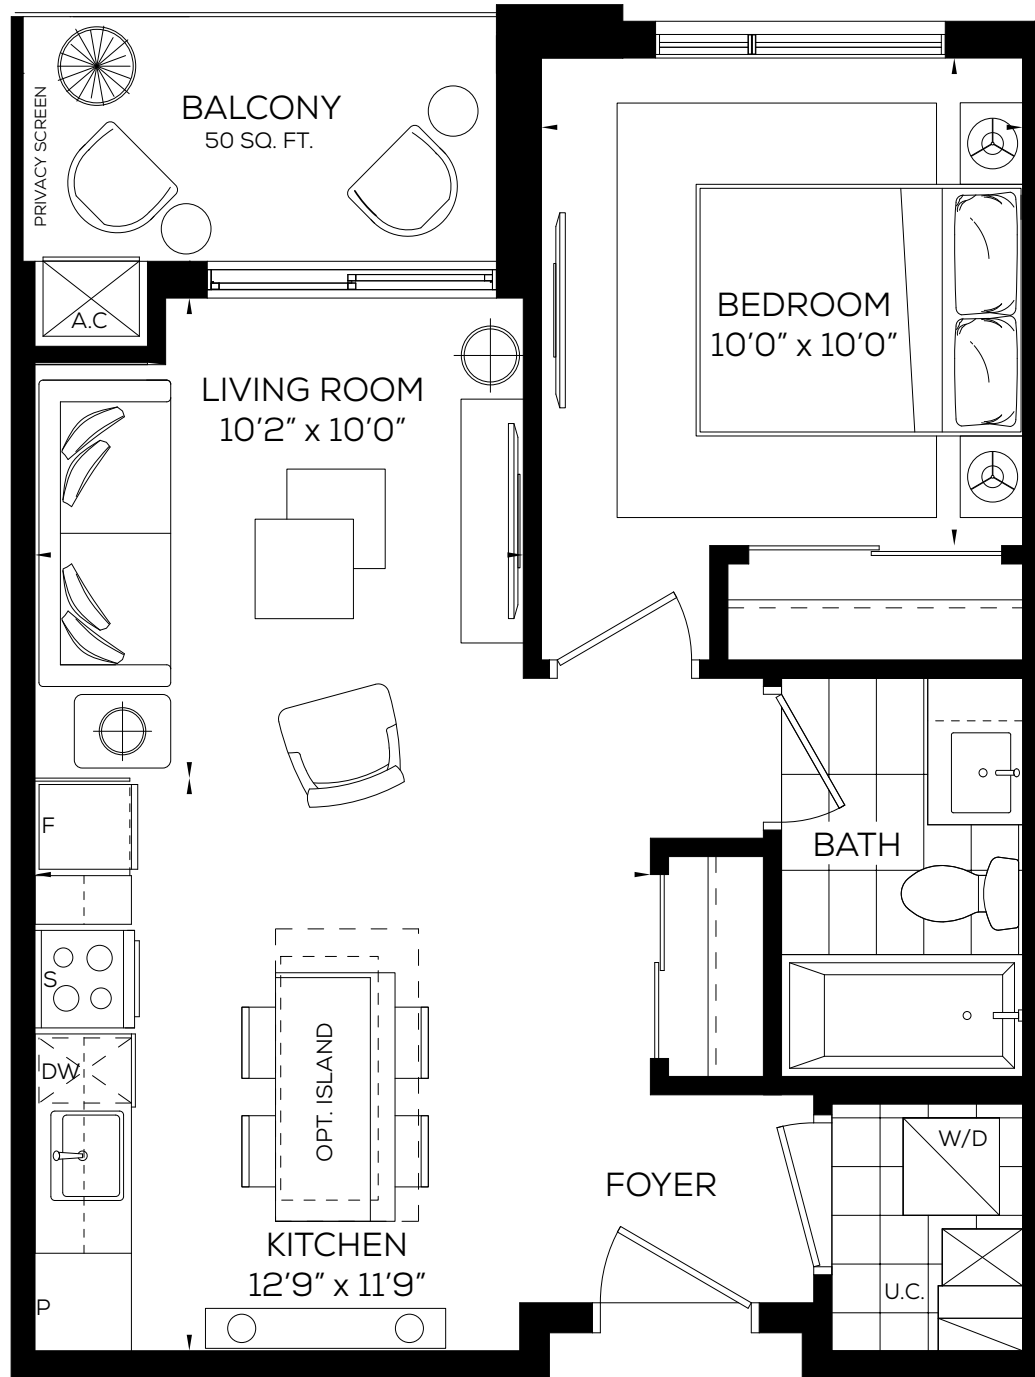 PRIVACY SCREEN
BALCONY
50 SQ. FT.
A.C
BEDROOM
10'0" x 10'0"
LIVING ROOM
10'2" x 10'0"
F
BATH
S
DW
OPT. ISLAND
W/D
FOYER
KITCHEN
12'9" x 11'9"
U.C.
P